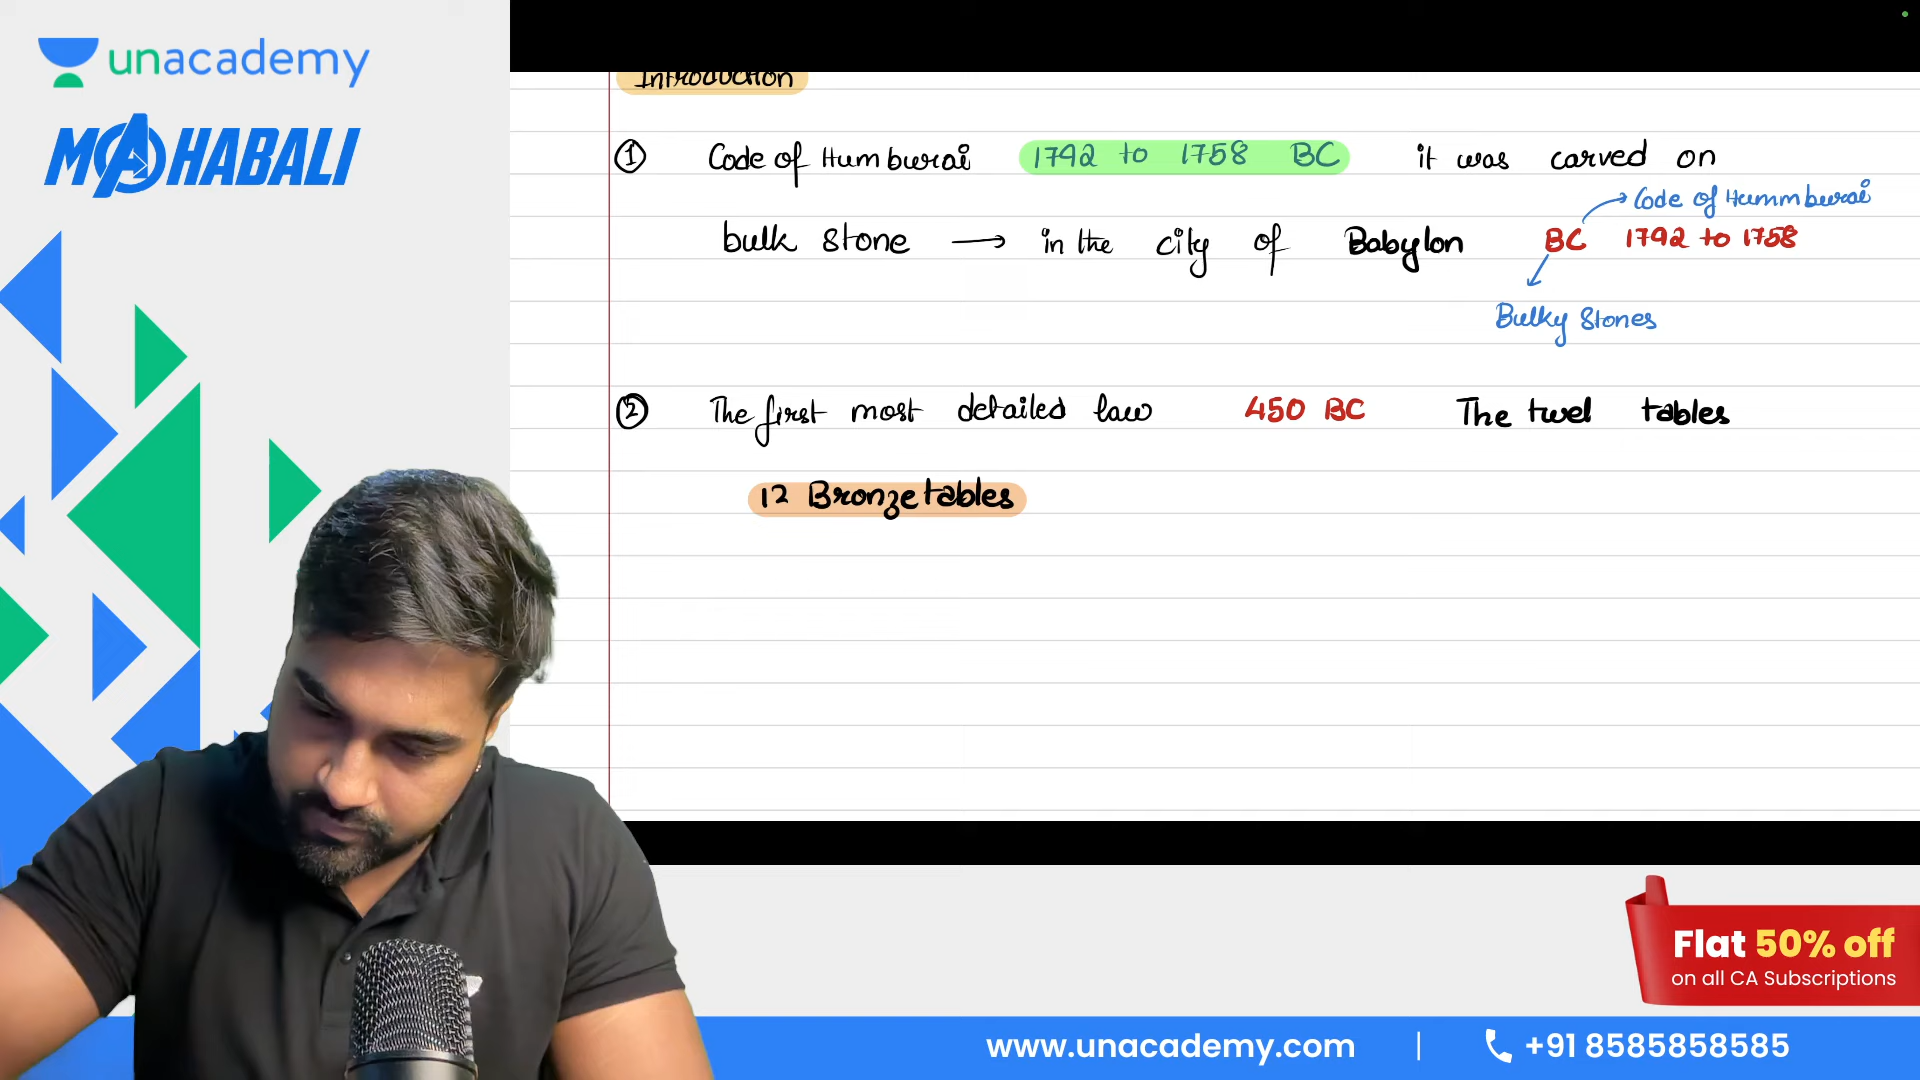 unacademy
MAHABALI
Introduction
① Code of Humburai 1792 to 1758 BC it was carved on
bulk stone → in the city of Babylon
Code of Hummburai
BC 1792 to 1758
Bulky Stones
② The first most detailed law 450 BC The twel tables
12 Bronze tables
Flat 50% off
on all CA Subscriptions
www.unacademy.com | +91 8585858585